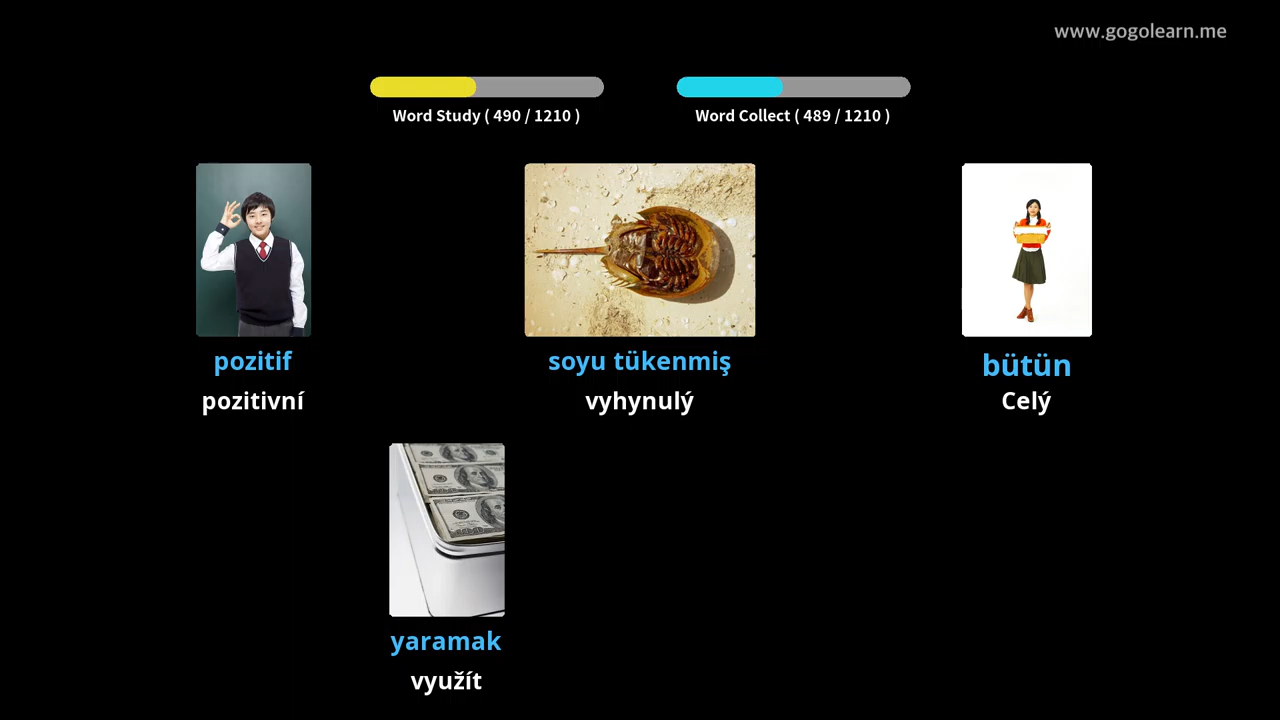 www.gogolearn.me
Word Study ( 490 / 1210 )
Word Collect ( 489 / 1210 )
pozitif
pozitivní
soyu tükenmiş
vyhynulý
bütün
Celý
yaramak
využít